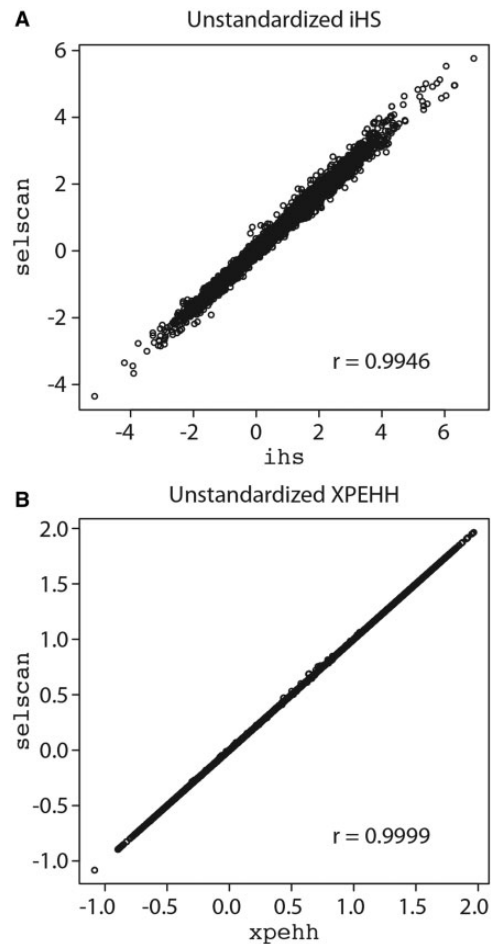 A
Unstandardized iHS
6
4
2
0
-2
-4
selscan
r = 0.9946
-4 -2 0 2 4 6
ihs
B
Unstandardized XPEHH
2.0
1.5
1.0
0.5
0.0
-0.5
-1.0
selscan
r = 0.9999
-1.0 -0.5 0.0 0.5 1.0 1.5 2.0
xpehh